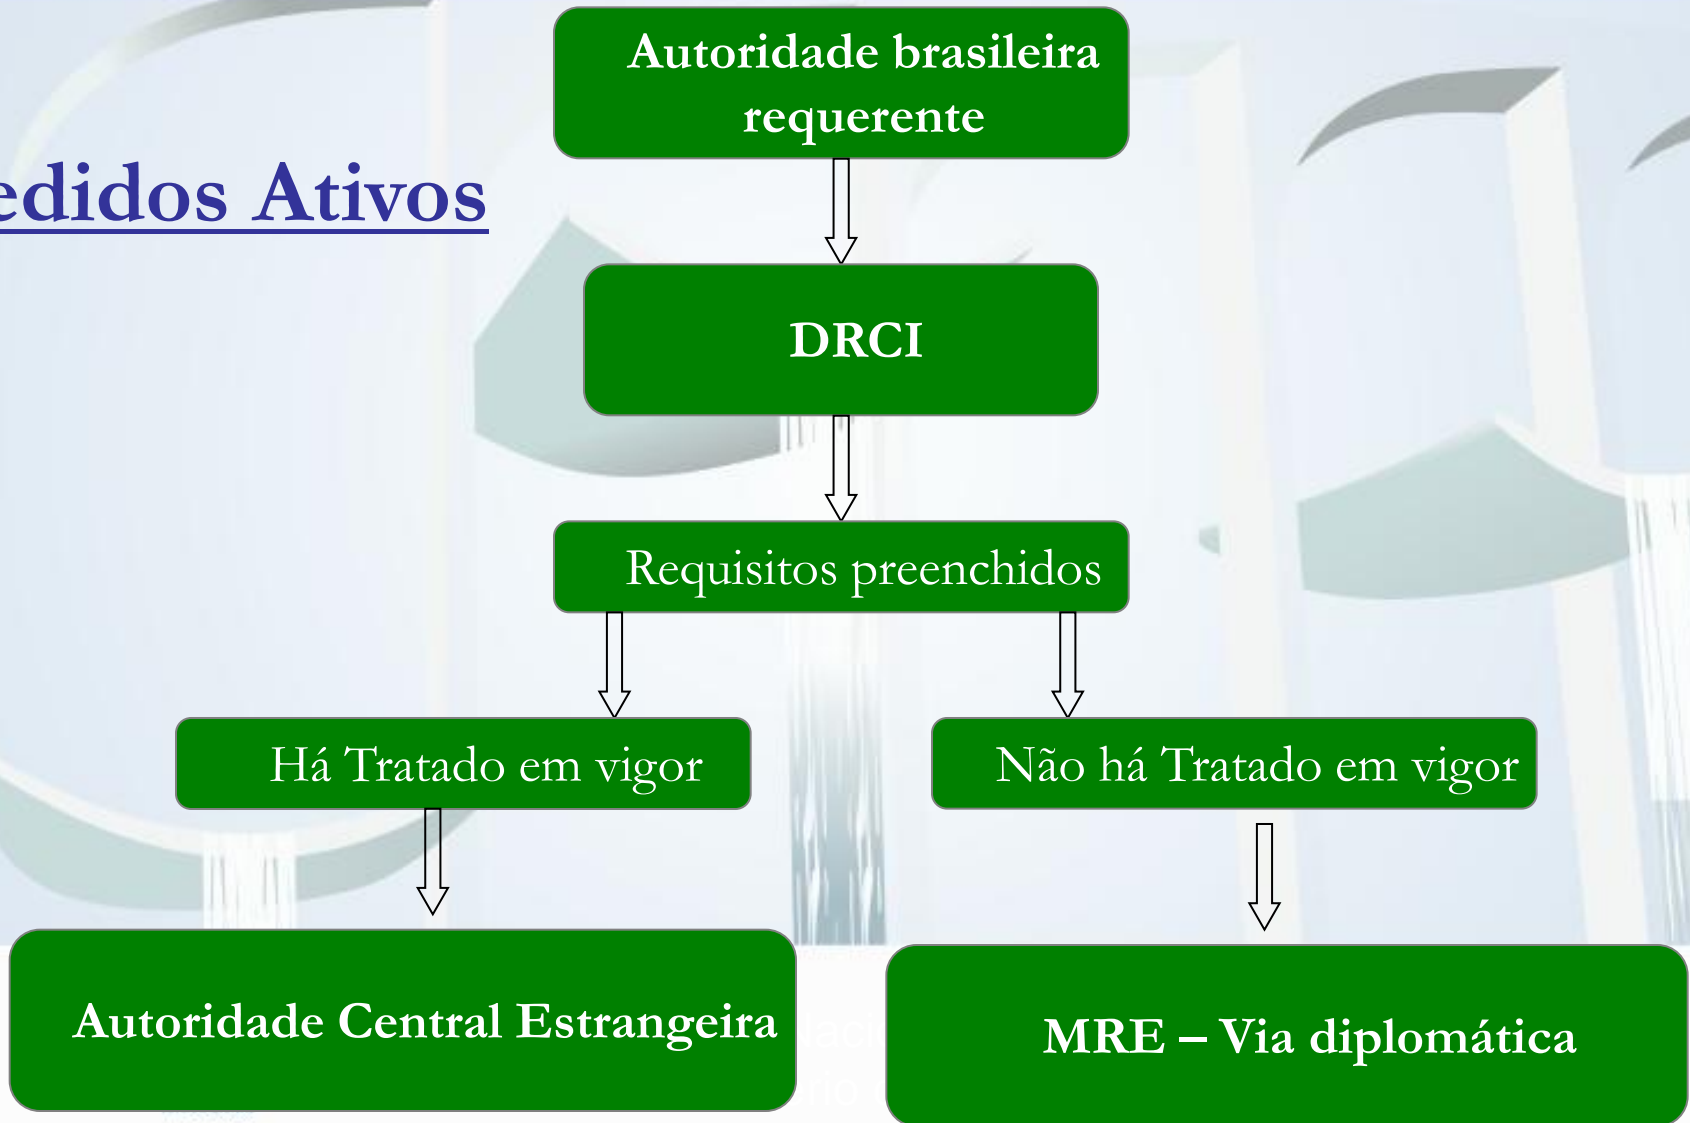 Autoridade brasileira
requerente
edidos Ativos
DRCI
Requisitos preenchidos
Há Tratado em vigor
Não há Tratado em vigor
Autoridade Central Estrangeira
MRE – Via diplomática